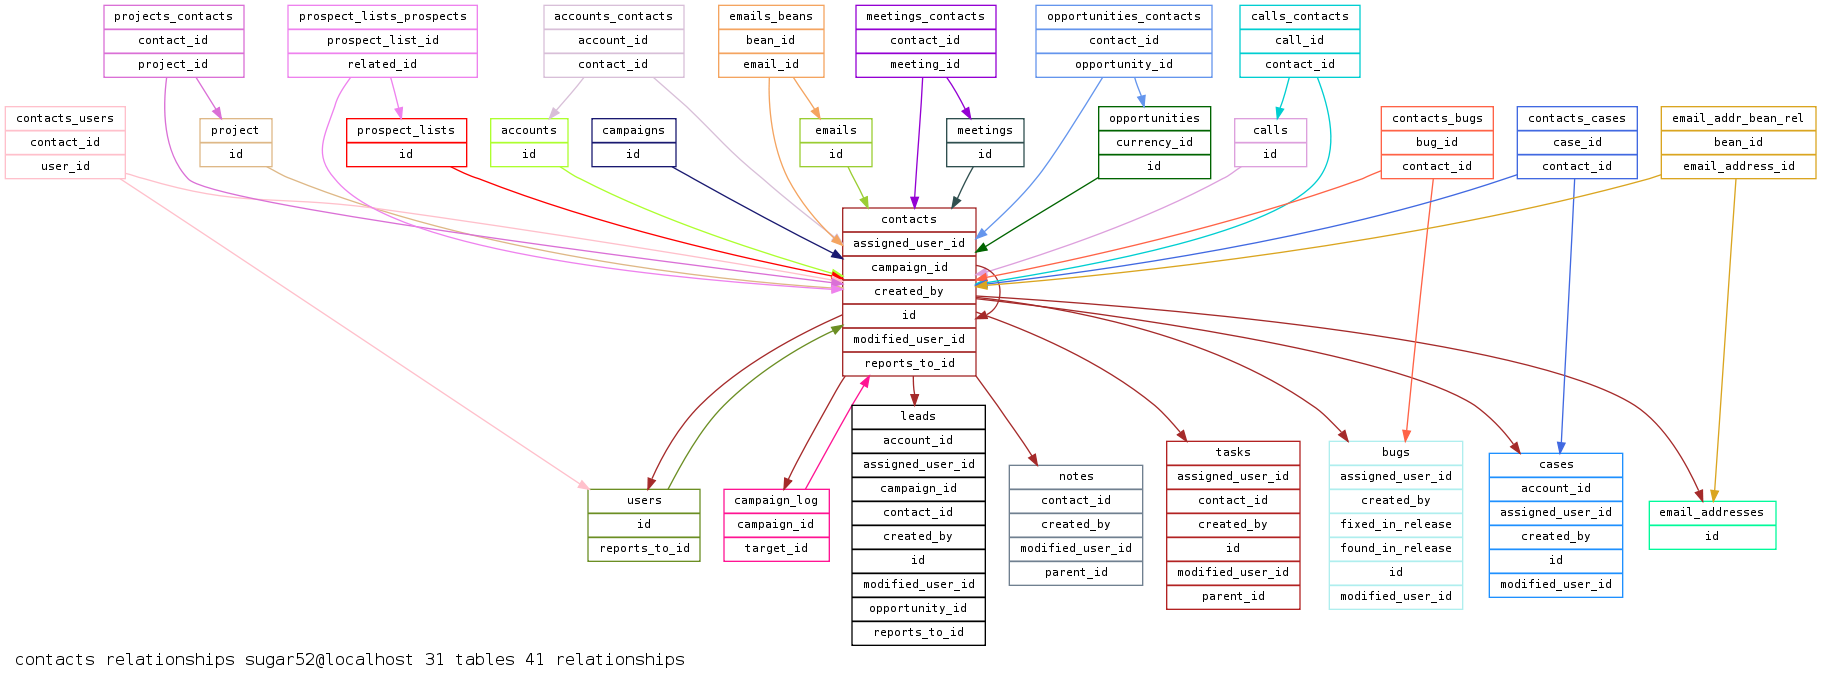 projects_contacts
contact_id
project_id
prospect_lists_prospects
prospect_list_id
related_id
accounts_contacts
account_id
contact_id
emails_beans
bean_id
email_id
meetings_contacts
contact_id
meeting_id
opportunities_contacts
contact_id
opportunity_id
calls_contacts
call_id
contact_id
contacts_users
contact_id
user_id
project
id
prospect_lists
id
accounts
id
campaigns
id
emails
id
meetings
id
opportunities
currency_id
id
calls
id
contacts_bugs
bug_id
contact_id
contacts_cases
case_id
contact_id
email_addr_bean_rel
bean_id
email_address_id
contacts
assigned_user_id
campaign_id
created_by
id
modified_user_id
reports_to_id
users
id
reports_to_id
campaign_log
campaign_id
target_id
leads
account_id
assigned_user_id
campaign_id
contact_id
created_by
id
modified_user_id
opportunity_id
reports_to_id
notes
contact_id
created_by
modified_user_id
parent_id
tasks
assigned_user_id
contact_id
created_by
id
modified_user_id
parent_id
bugs
assigned_user_id
created_by
fixed_in_release
found_in_release
id
modified_user_id
cases
account_id
assigned_user_id
created_by
id
modified_user_id
email_addresses
id
contacts relationships sugar52@localhost 31 tables 41 relationships